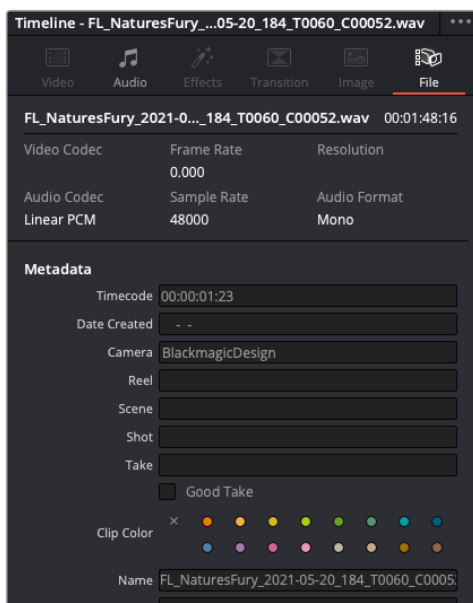 Timeline - FL_NaturesFury_...05-20_184_T0060_C00052.wav
Video Audio Effects Transition Image File
FL_NaturesFury_2021-0..._184_T0060_C00052.wav 00:01:48:16
Video Codec Frame Rate Resolution
0.000
Audio Codec Sample Rate Audio Format
Linear PCM 48000 Mono
Metadata
Timecode 00:00:01:23
Date Created - -
Camera BlackmagicDesign
Reel
Scene
Shot
Take
Good Take
Clip Color
Name FL_NaturesFury_2021-05-20_184_T0060_C0005